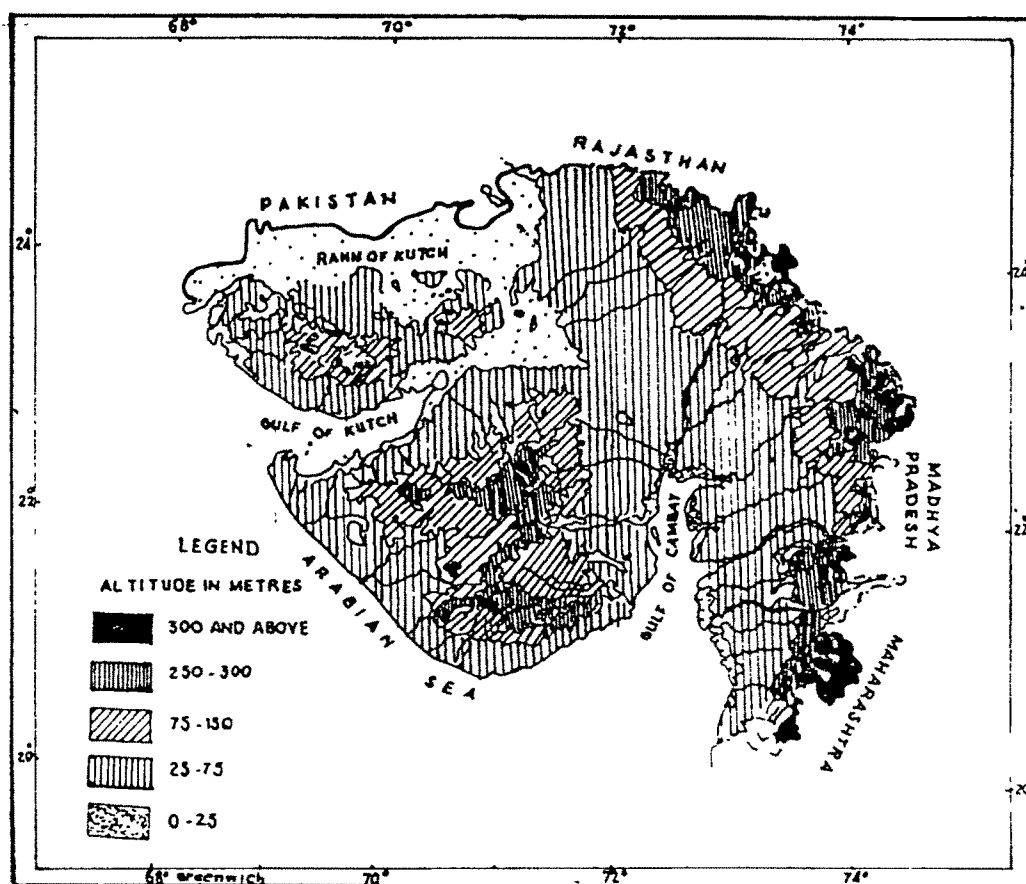 68° 70° 72° 74°
RAJASTHAN
PAKISTAN
24°
RANN OF KUTCH
GULF OF KUTCH
22°
MADHYA
PRADESH
GULF OF CAMBAT
LEGEND
ALTITUDE IN METRES
300 AND ABOVE
250-300
75-150
25-75
0-25
ARABIAN
SEA
MAHARASHTRA
20°
20
68° Greenwich 70° 72° 74°